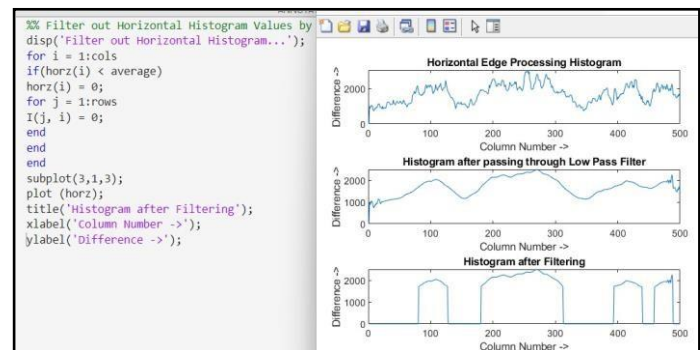 %% Filter out Horizontal Histogram Values by
disp('Filter out Horizontal Histogram...');
for i = 1:cols
if(horz(i) < average)
horz(i) = 0;
for j = 1:rows
I(j, i) = 0;
end
end
end
subplot(3,1,3);
plot (horz);
title('Histogram after Filtering');
xlabel('Column Number ->');
ylabel('Difference ->');
Horizontal Edge Processing Histogram
Difference ->
2000
0
0 100 200 300 400 500
Column Number ->
Histogram after passing through Low Pass Filter
Difference ->
2000
1000
0
0 100 200 300 400 500
Column Number ->
Histogram after Filtering
Difference ->
2000
1000
0
0 100 200 300 400 500
Column Number ->